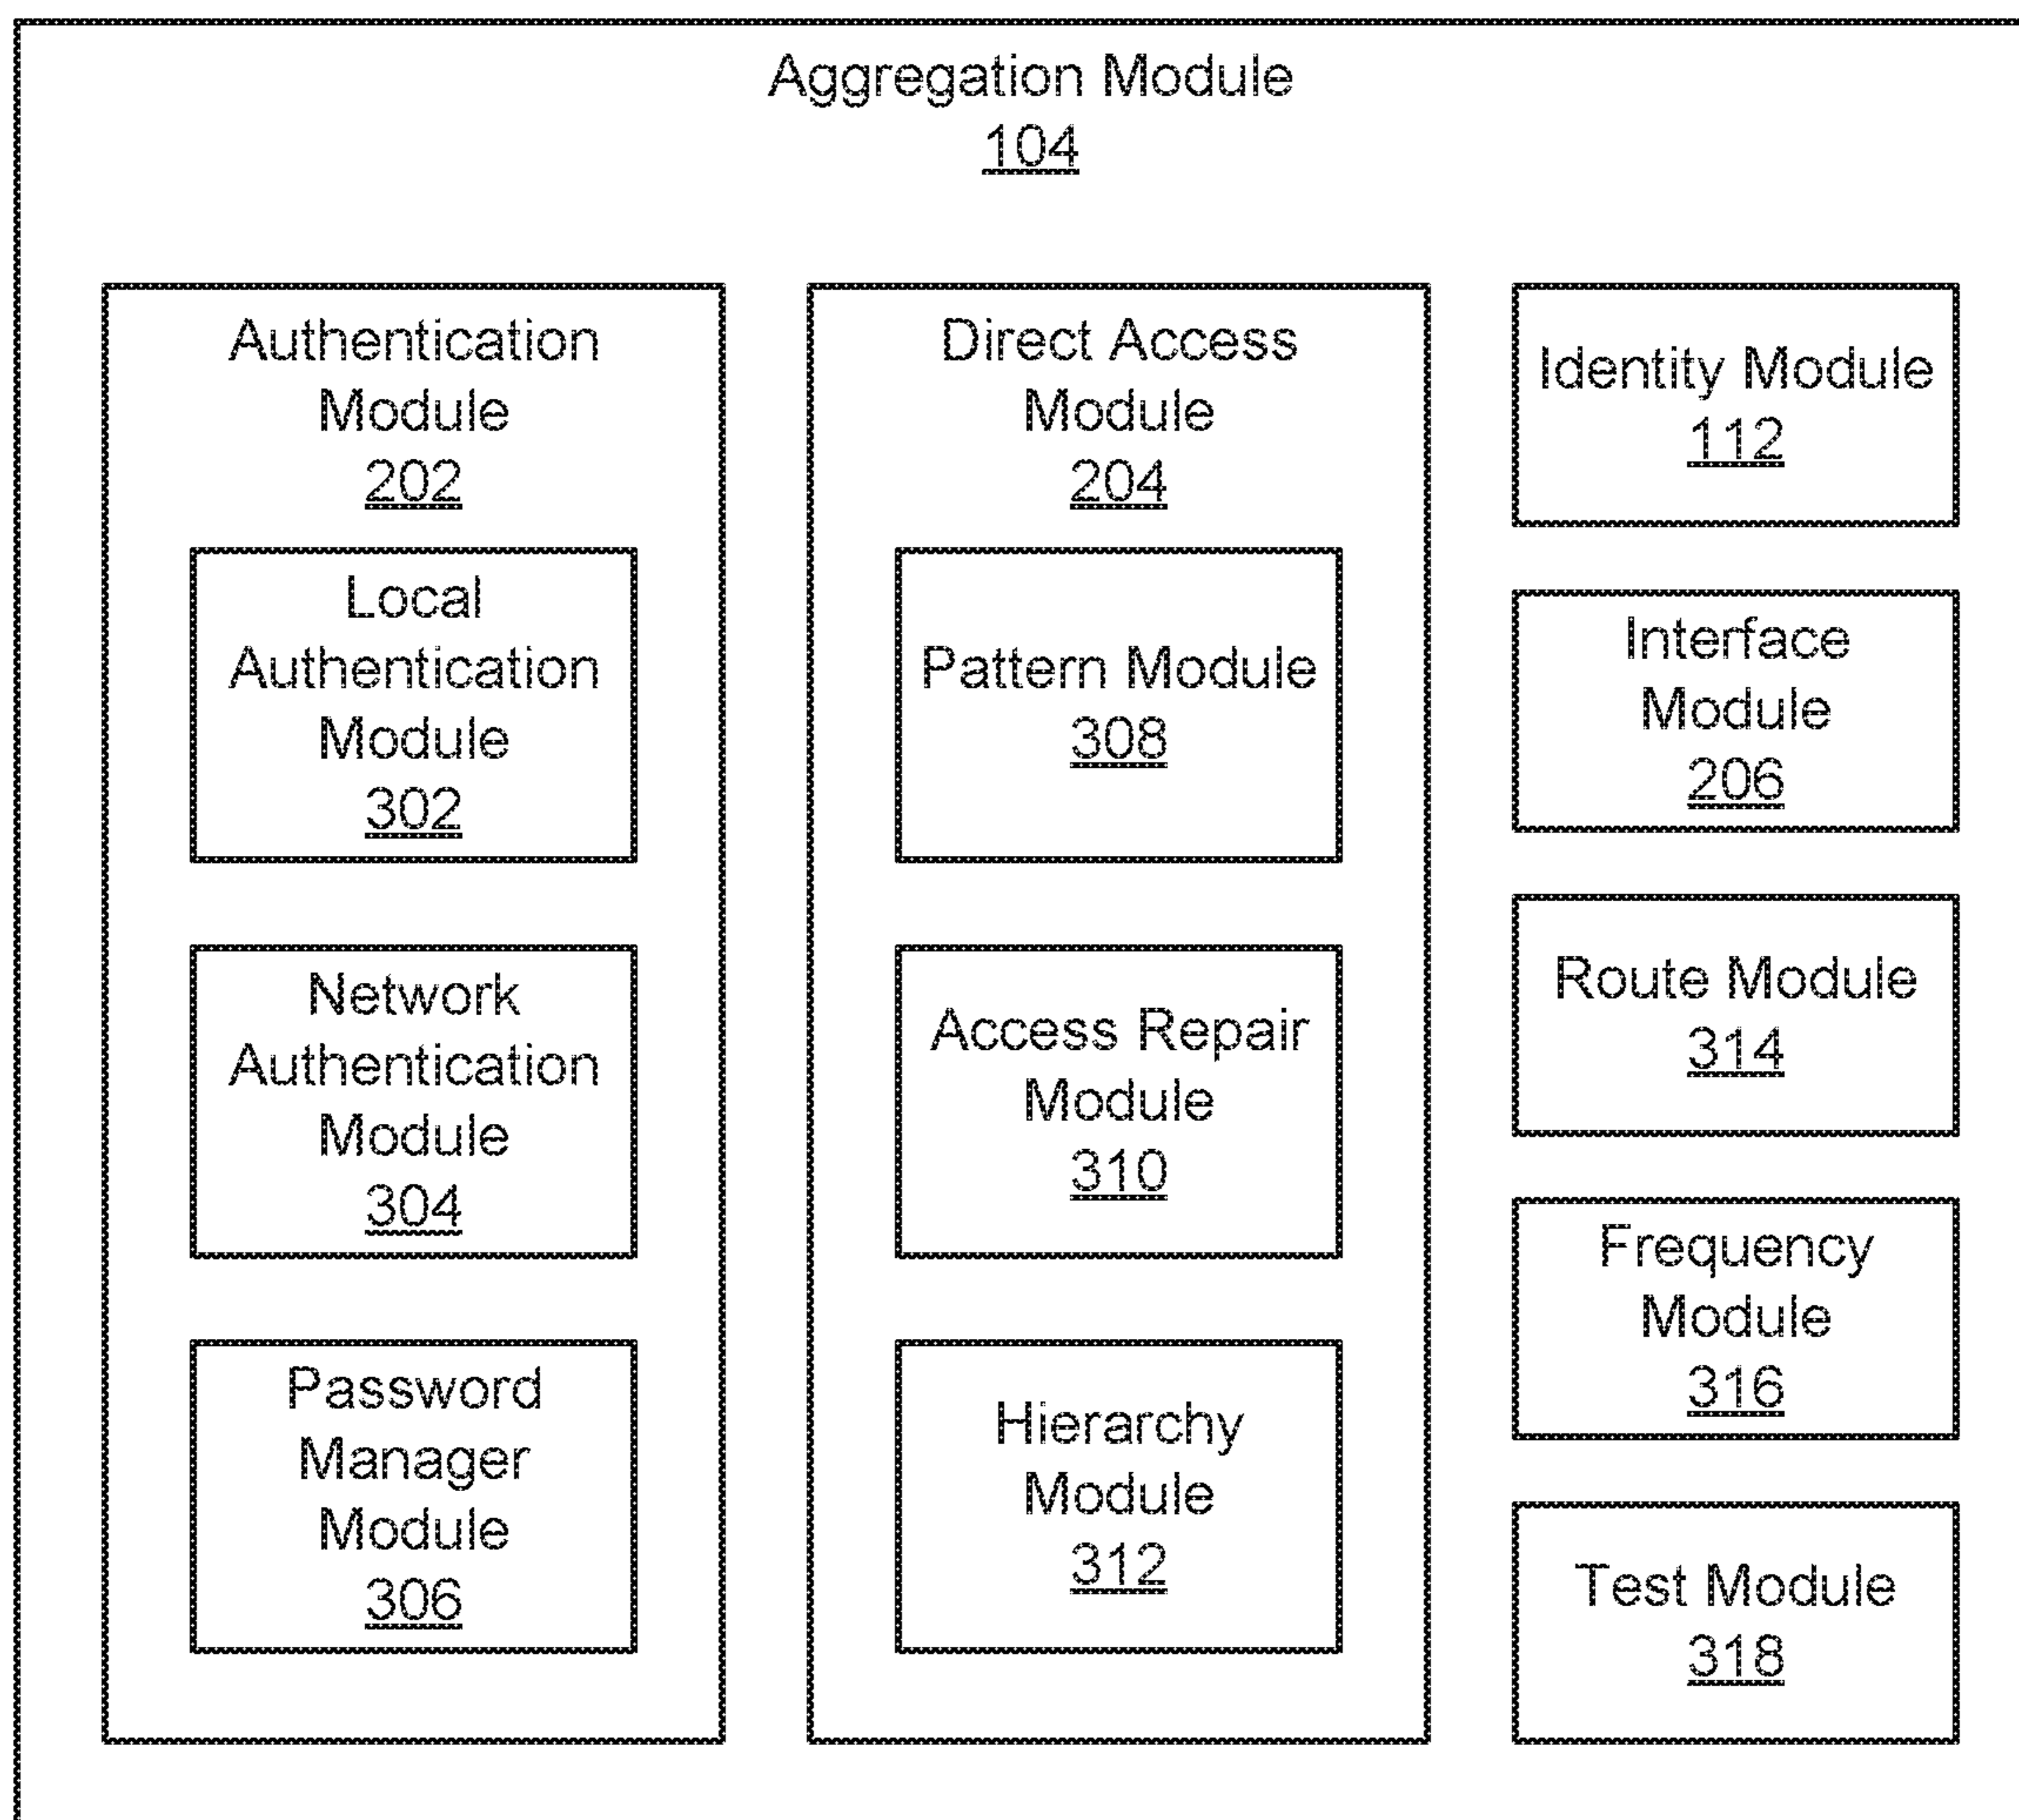 Aggregation Module
104
Authentication
Module
202
Local
Authentication
Module
302
Network
Authentication
Module
304
Password
Manager
Module
306
Direct Access
Module
204
Pattern Module
308
Access Repair
Module
310
Hierarchy
Module
312
Identity Module
112
Interface
Module
206
Route Module
314
Frequency
Module
316
Test Module
318